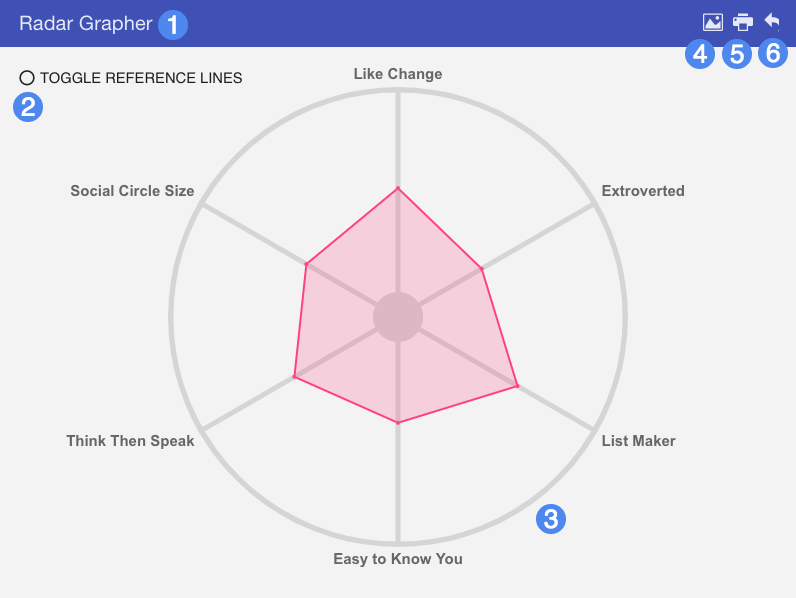 Radar Grapher 1
4 5 6
TOGGLE REFERENCE LINES
2
Like Change
Social Circle Size
Extroverted
Think Then Speak
List Maker
3
Easy to Know You